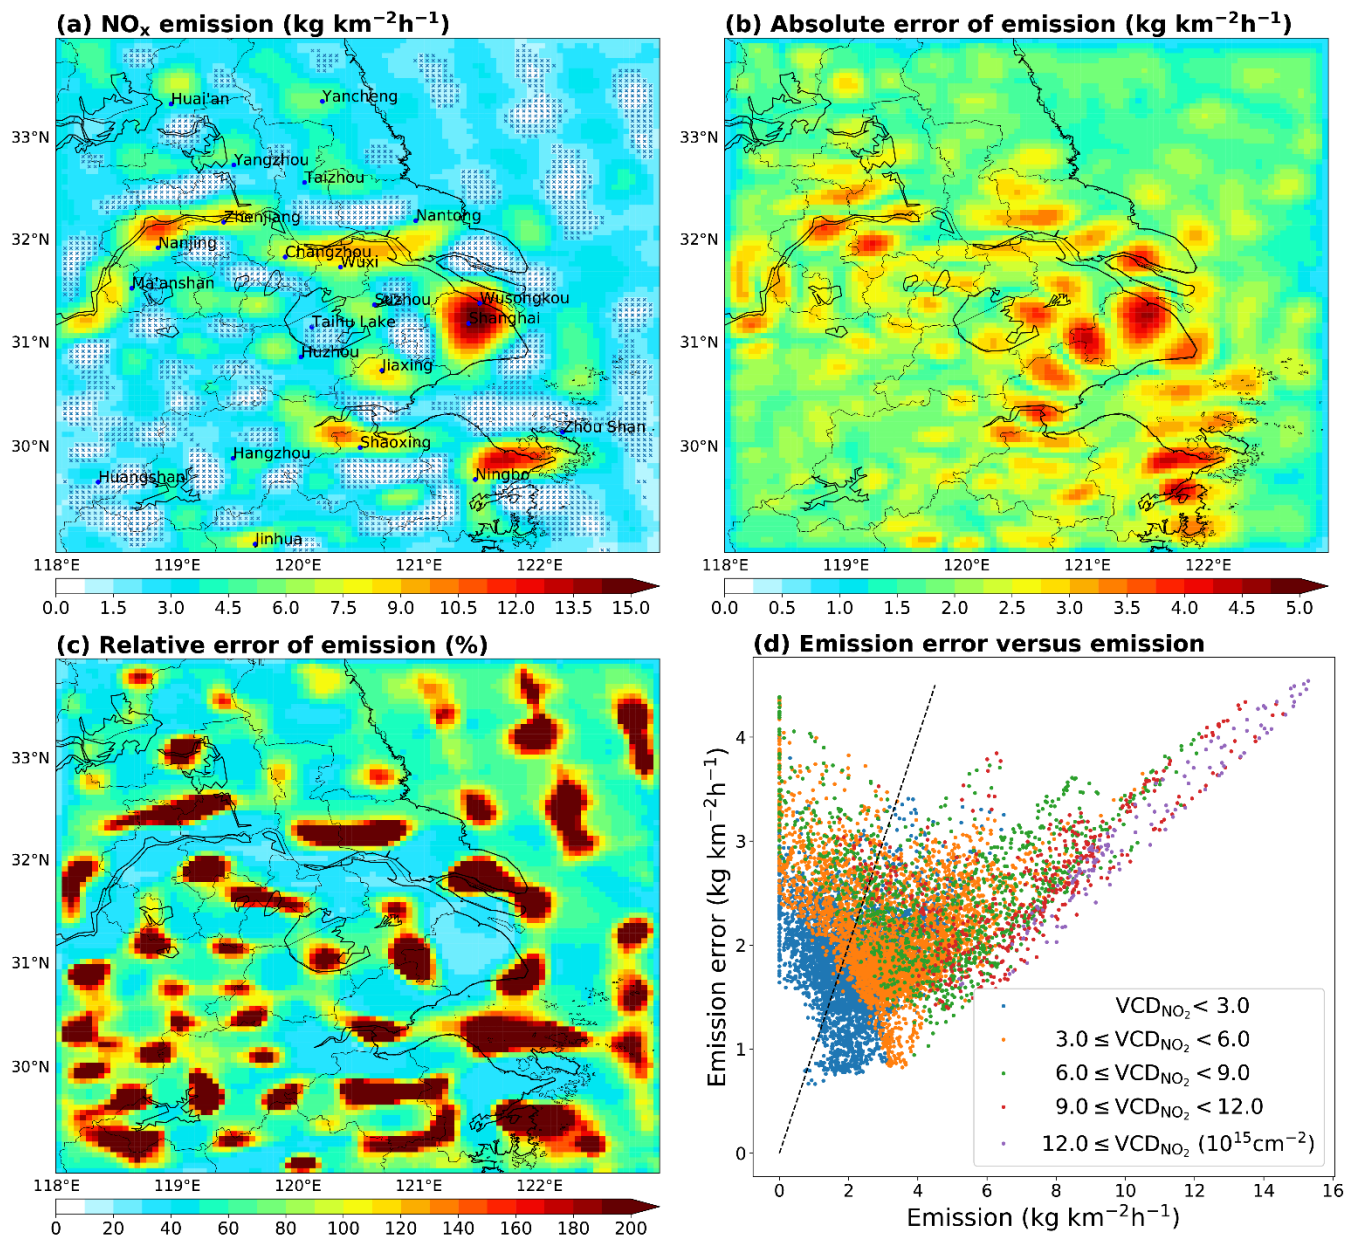 (a) NOₓ emission (kg km⁻²h⁻¹)
(b) Absolute error of emission (kg km⁻²h⁻¹)
Huai'an
Yancheng
33°N
33°N
Yangzhou
Taizhou
Zhenjiang
Nantong
32°N
32°N
Nanjing
Changzhou
Wuxi
Ma'anshan
Suzhou
Wusongkou
Taihu Lake
Shanghai
31°N
31°N
Huzhou
Jiaxing
Zhou Shan
30°N
30°N
Shaoxing
Hangzhou
Huangshan
Ningbo
Jinhua
118°E 119°E 120°E 121°E 122°E
118°E 119°E 120°E 121°E 122°E
0.0 1.5 3.0 4.5 6.0 7.5 9.0 10.5 12.0 13.5 15.0
0.0 0.5 1.0 1.5 2.0 2.5 3.0 3.5 4.0 4.5 5.0
(c) Relative error of emission (%)
(d) Emission error versus emission
33°N
32°N
31°N
30°N
118°E 119°E 120°E 121°E 122°E
0 20 40 60 80 100 120 140 160 180 200
Emission error (kg km⁻²h⁻¹)
4
3
2
1
0
VCD_NO₂ < 3.0
3.0 ≤ VCD_NO₂ < 6.0
6.0 ≤ VCD_NO₂ < 9.0
9.0 ≤ VCD_NO₂ < 12.0
12.0 ≤ VCD_NO₂ (10¹⁵cm⁻²)
0 2 4 6 8 10 12 14 16
Emission (kg km⁻²h⁻¹)